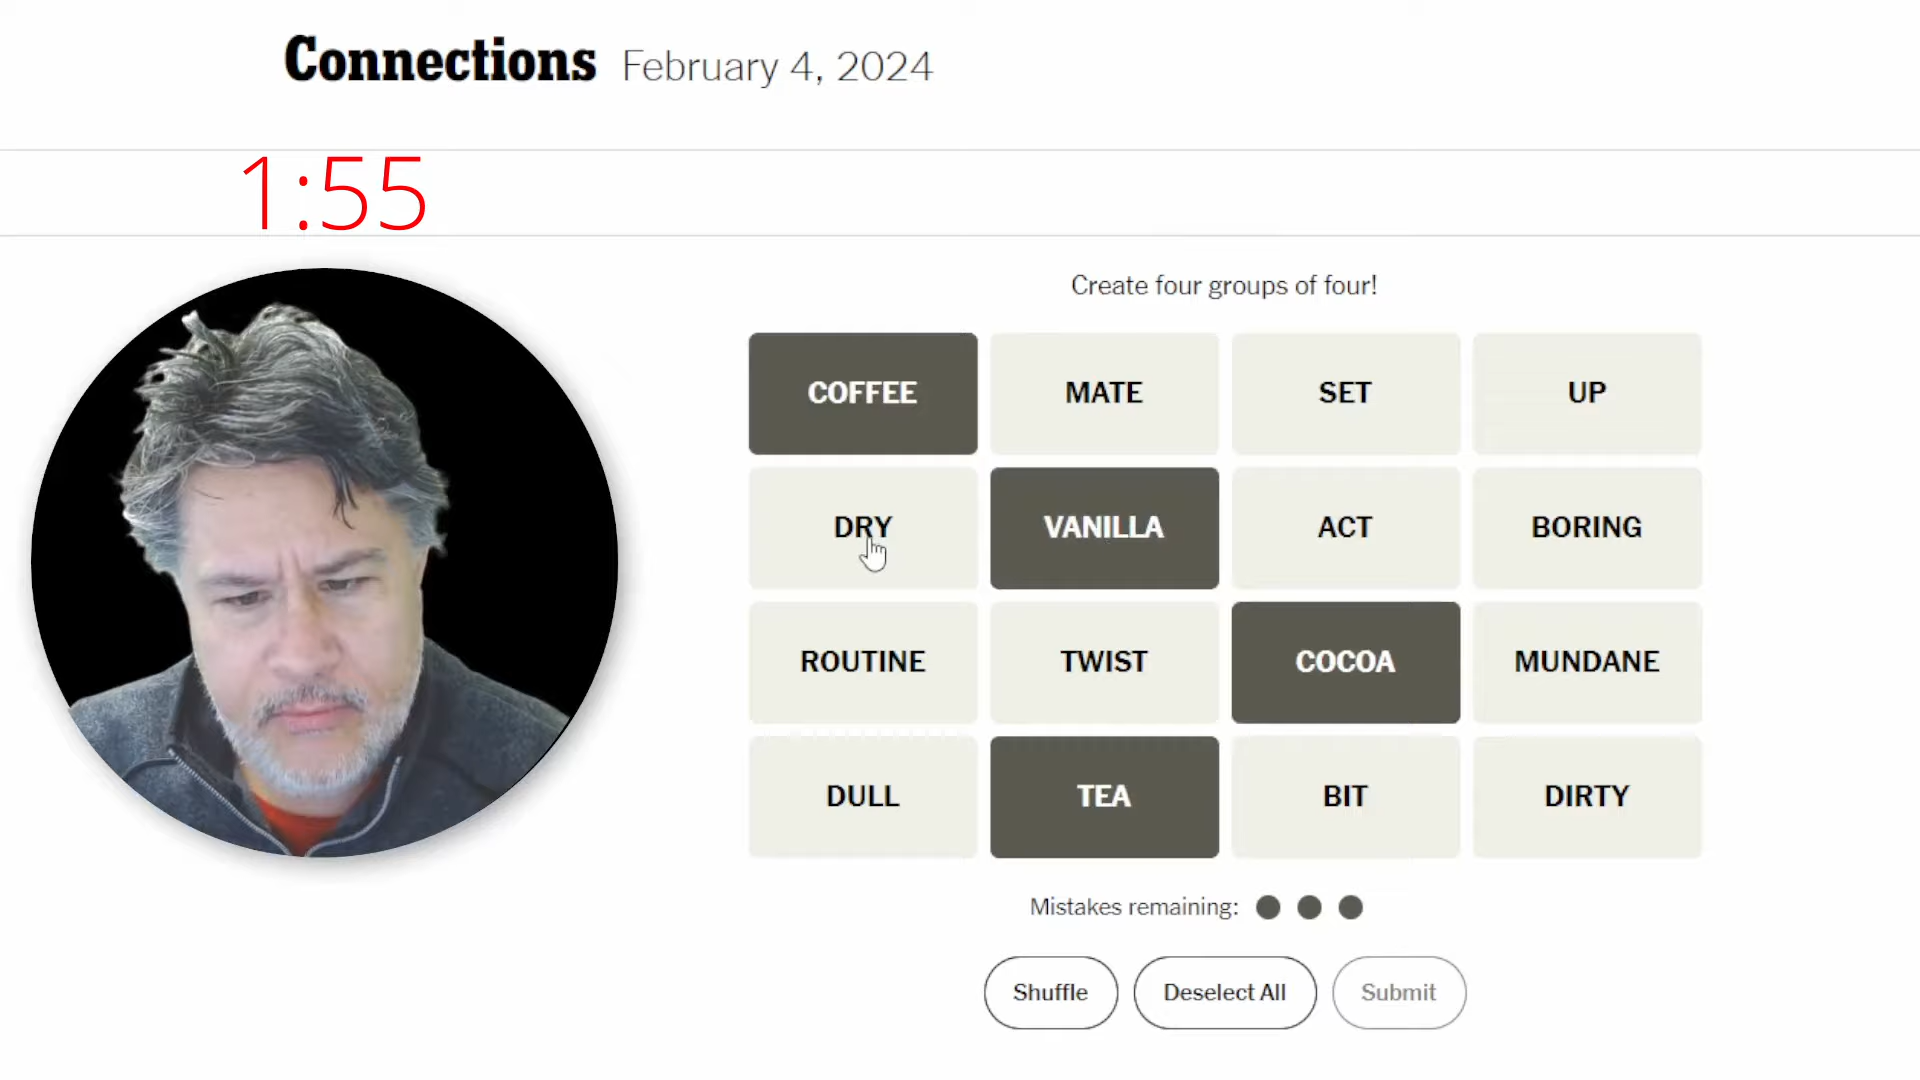 Connections February 4, 2024
1:55
Create four groups of four!
COFFEE MATE SET UP
DRY VANILLA ACT BORING
ROUTINE TWIST COCOA MUNDANE
DULL TEA BIT DIRTY
Mistakes remaining:
Shuffle Deselect All Submit